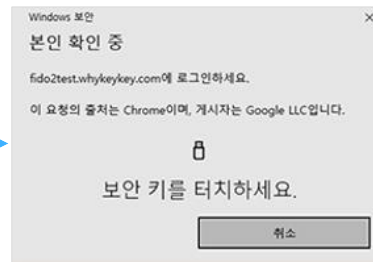 Windows 보안
본인 확인 중
fido2test.whykeykey.com에 로그인하세요.
이 요청의 출처는 Chrome이며, 게시자는 Google LLC입니다.
보안 키를 터치하세요.
취소